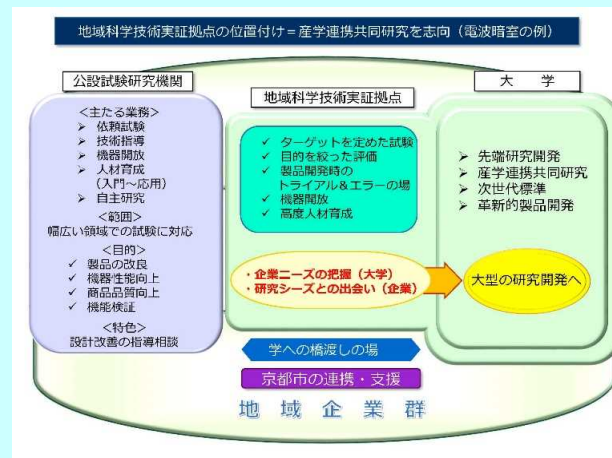 地域科学技術実証拠点の位置付け＝産学連携共同研究を志向（電波暗室の例）
公設試験研究機関
＜主たる業務＞
➢ 依頼試験
➢ 技術指導
➢ 機器開放
➢ 人材育成
（入門～応用）
➢ 自主研究
＜範囲＞
幅広い領域での試験に対応
＜目的＞
✓ 製品の改良
✓ 機器性能向上
✓ 商品品質向上
✓ 機能検証
＜特色＞
設計改善の指導相談
地域科学技術実証拠点
✓ ターゲットを定めた試験
✓ 目的を絞った評価
✓ 製品開発時の
トライアル＆エラーの場
✓ 機器開放
✓ 高度人材育成
・企業ニーズの把握（大学）
・研究シーズとの出会い（企業）
大 学
➢ 先端研究開発
➢ 産学連携共同研究
➢ 次世代標準
➢ 革新的製品開発
大型の研究開発へ
学への橋渡しの場
京都市の連携・支援
地 域 企 業 群